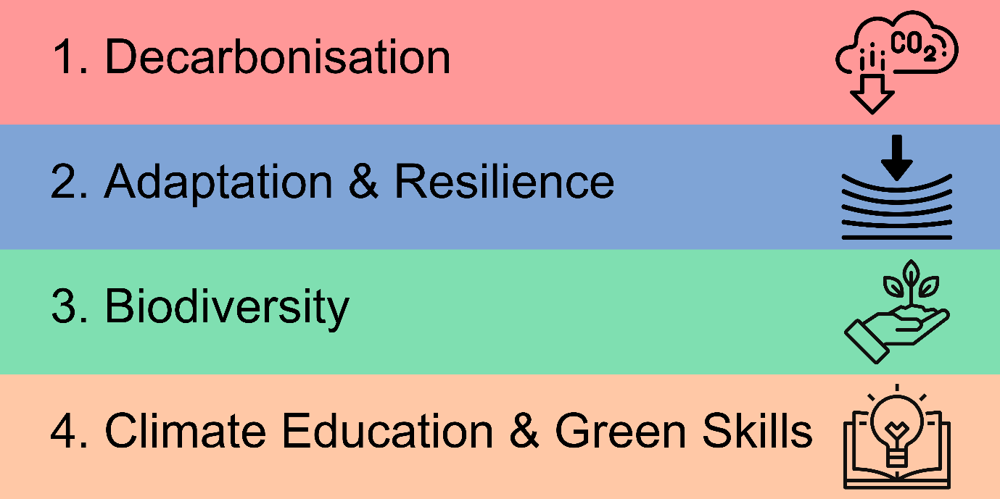 1. Decarbonisation
CO2
2. Adaptation & Resilience
3. Biodiversity
4. Climate Education & Green Skills